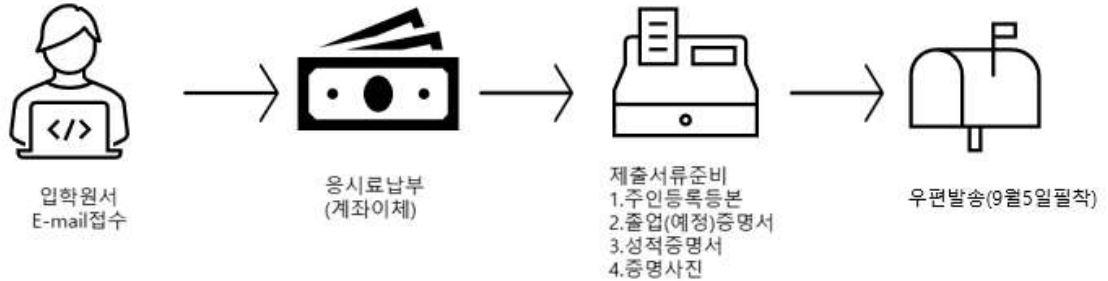 </>
입학원서
E-mail접수
응시료납부
(계좌이체)
제출서류준비
1.주인등록등본
2.졸업(예정)증명서
3.성적증명서
4.증명사진
우편발송(9월5일필착)